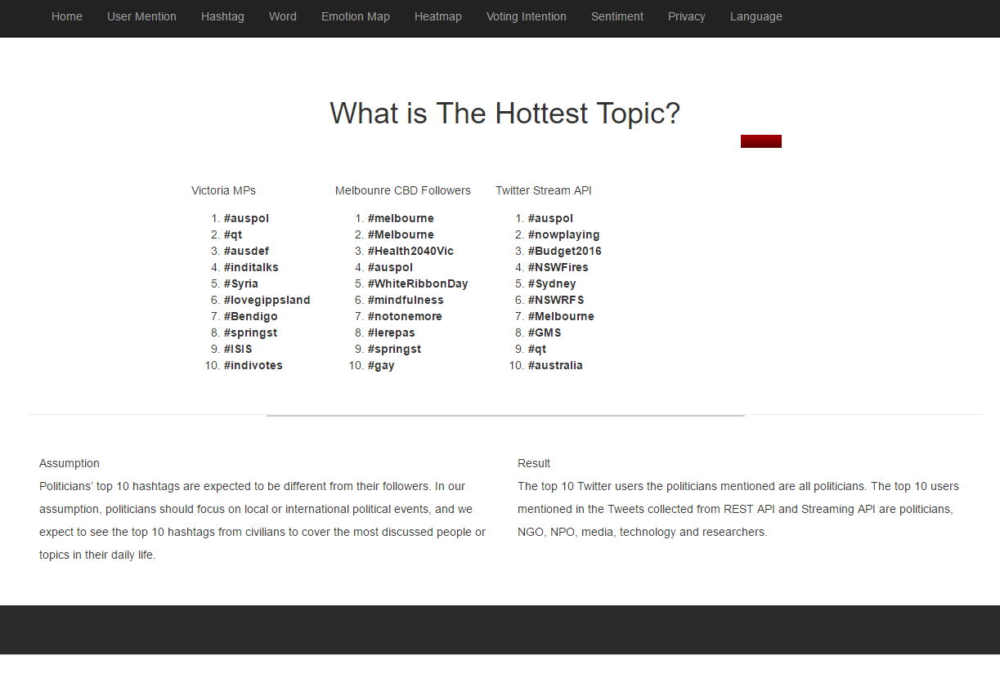 Home User Mention Hashtag Word Emotion Map Heatmap Voting Intention Sentiment Privacy Language
What is The Hottest Topic?
Victoria MPs
1. #auspol
2. #qt
3. #ausdef
4. #inditalks
5. #Syria
6. #lovegippsland
7. #Bendigo
8. #springst
9. #ISIS
10. #indivotes
Melbounre CBD Followers
1. #melbourne
2. #Melbourne
3. #Health2040Vic
4. #auspol
5. #WhiteRibbonDay
6. #mindfulness
7. #notonemore
8. #lerepas
9. #springst
10. #gay
Twitter Stream API
1. #auspol
2. #nowplaying
3. #Budget2016
4. #NSWFires
5. #Sydney
6. #NSWRFS
7. #Melbourne
8. #GMS
9. #qt
10. #australia
Assumption
Politicians' top 10 hashtags are expected to be different from their followers. In our
assumption, politicians should focus on local or international political events, and we
expect to see the top 10 hashtags from civilians to cover the most discussed people or
topics in their daily life.
Result
The top 10 Twitter users the politicians mentioned are all politicians. The top 10 users
mentioned in the Tweets collected from REST API and Streaming API are politicians,
NGO, NPO, media, technology and researchers.